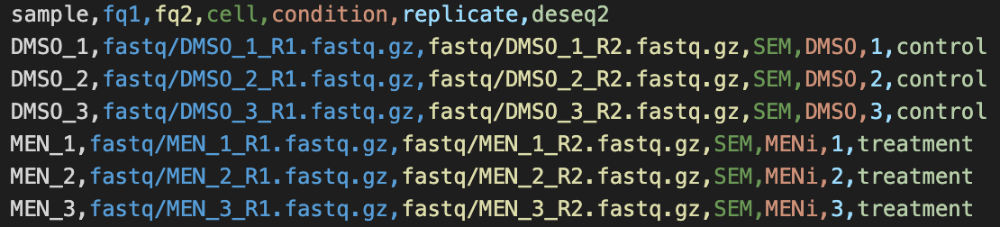 sample,fq1,fq2,cell,condition,replicate,deseq2
DMSO_1,fastq/DMSO_1_R1.fastq.gz,fastq/DMSO_1_R2.fastq.gz,SEM,DMSO,1,control
DMSO_2,fastq/DMSO_2_R1.fastq.gz,fastq/DMSO_2_R2.fastq.gz,SEM,DMSO,2,control
DMSO_3,fastq/DMSO_3_R1.fastq.gz,fastq/DMSO_3_R2.fastq.gz,SEM,DMSO,3,control
MEN_1,fastq/MEN_1_R1.fastq.gz,fastq/MEN_1_R2.fastq.gz,SEM,MENi,1,treatment
MEN_2,fastq/MEN_2_R1.fastq.gz,fastq/MEN_2_R2.fastq.gz,SEM,MENi,2,treatment
MEN_3,fastq/MEN_3_R1.fastq.gz,fastq/MEN_3_R2.fastq.gz,SEM,MENi,3,treatment